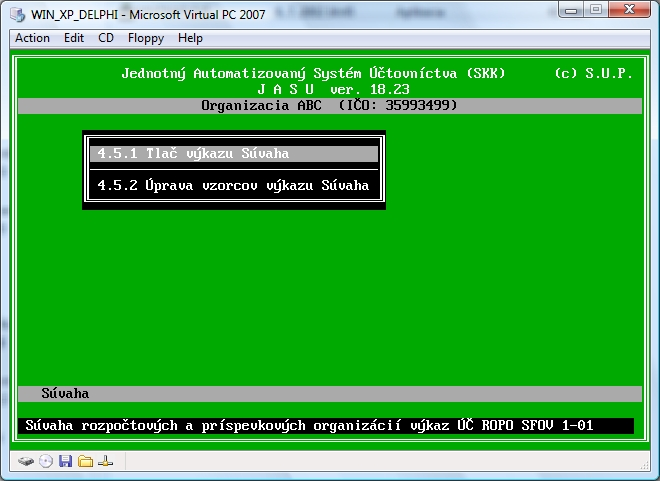 WIN_XP_DELPHI - Microsoft Virtual PC 2007
Action Edit CD Floppy Help
Jednotný Automatizovaný Systém Účtovníctva (SKK) (c) S.U.P.
J A S U ver. 18.23
Organizacia ABC (IČO: 35993499)
4.5.1 Tlač výkazu Súvaha
4.5.2 Úprava vzorcov výkazu Súvaha
Súvaha
Súvaha rozpočtových a príspevkových organizácií výkaz ÚČ ROPO SFOV 1-01